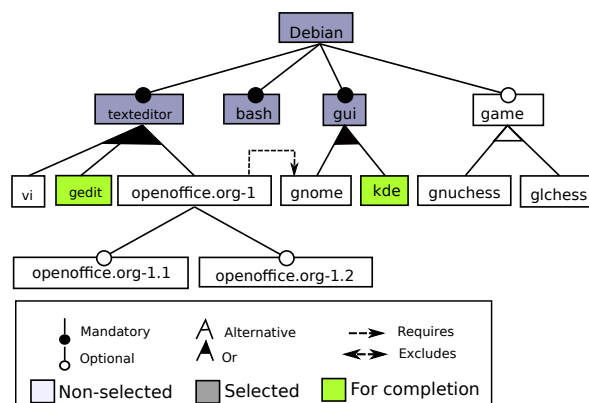 Debian
texteditor
bash
gui
game
vi
gedit
openoffice.org-1
gnome
kde
gnuchess
glchess
openoffice.org-1.1
openoffice.org-1.2
Mandatory
Alternative
Requires
Optional
Or
Excludes
Non-selected
Selected
For completion